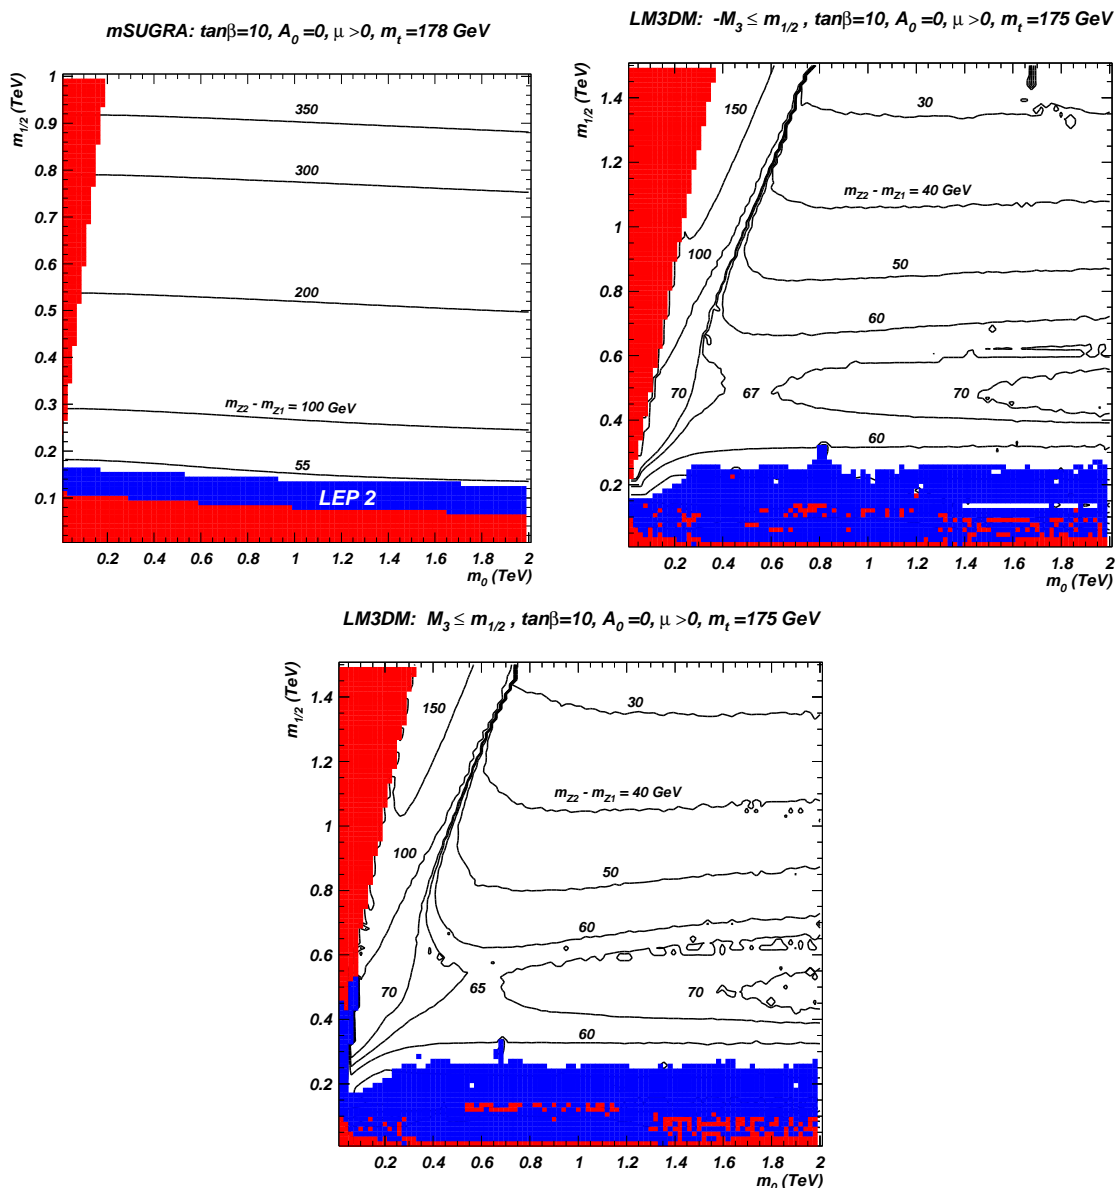 mSUGRA: tanβ=10, A0 =0, μ >0, mt =178 GeV
m1/2 (TeV)
1
0.9
0.8
0.7
0.6
0.5
0.4
0.3
0.2
0.1
350
300
200
mZ2 - mZ1 = 100 GeV
55
LEP 2
0.2 0.4 0.6 0.8 1 1.2 1.4 1.6 1.8 2
m0 (TeV)
LM3DM: -M3 ≤ m1/2 , tanβ=10, A0 =0, μ >0, mt =175 GeV
m1/2 (TeV)
1.4
1.2
1
0.8
0.6
0.4
0.2
150
30
mZ2 - mZ1 = 40 GeV
100
50
60
70 67 70
60
0.2 0.4 0.6 0.8 1 1.2 1.4 1.6 1.8 2
m0 (TeV)
LM3DM: M3 ≤ m1/2 , tanβ=10, A0 =0, μ >0, mt =175 GeV
m1/2 (TeV)
1.4
1.2
1
0.8
0.6
0.4
0.2
150
30
mZ2 - mZ1 = 40 GeV
100
50
60
70 65 70
60
0.2 0.4 0.6 0.8 1 1.2 1.4 1.6 1.8 2
m0 (TeV)